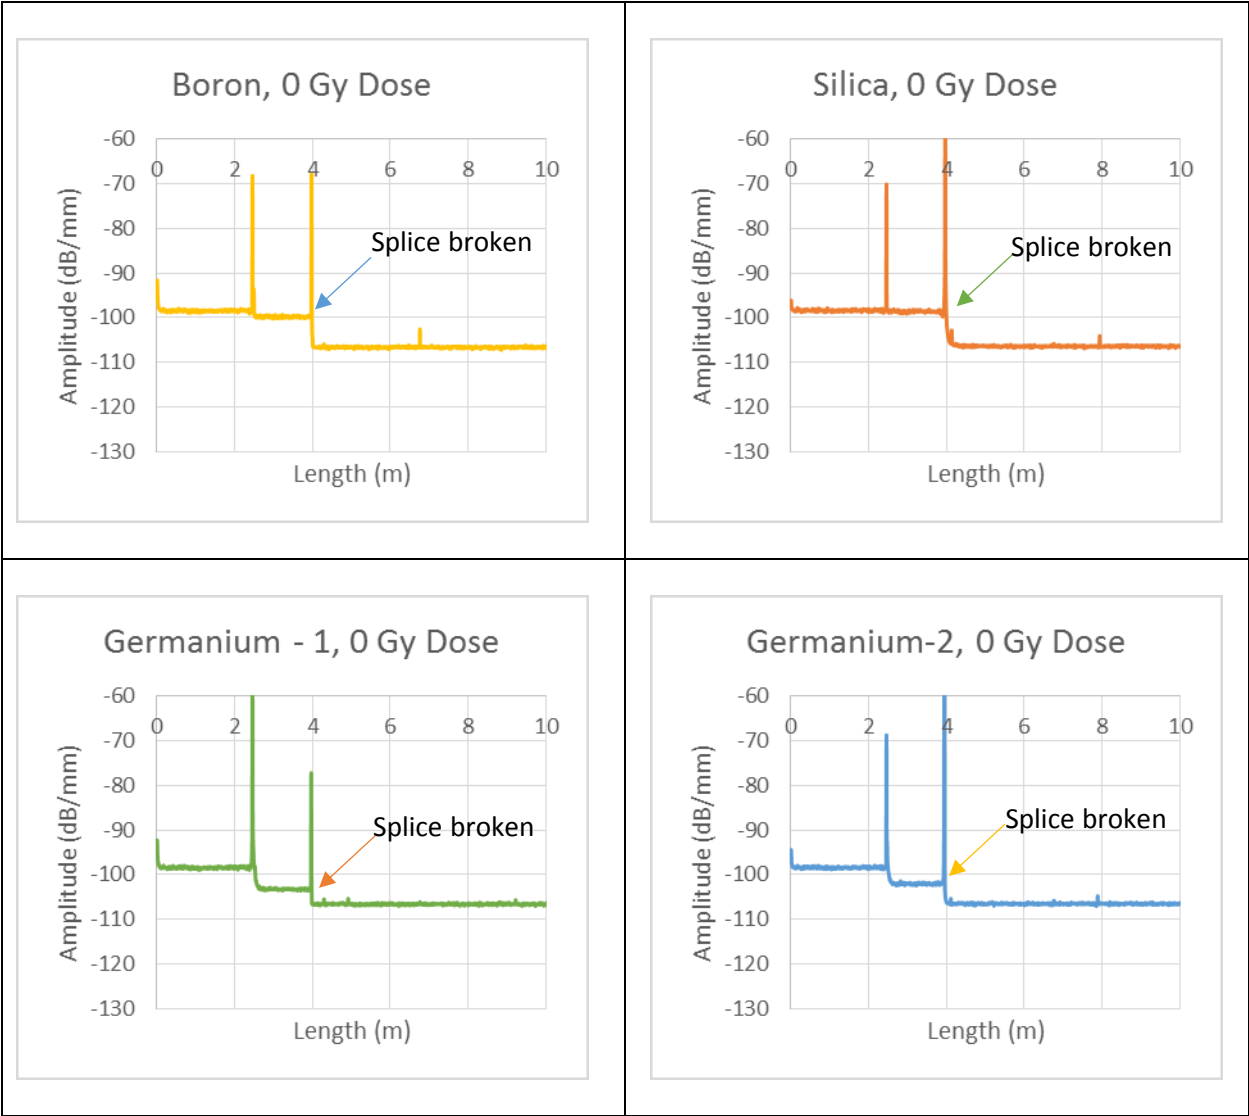 Boron, 0 Gy Dose
-60
0 2 4 6 8 10
-70
-80
Splice broken
-90
-100
-110
-120
-130
Amplitude (dB/mm)
Length (m)
Silica, 0 Gy Dose
-60
0 2 4 6 8 10
-70
-80
Splice broken
-90
-100
-110
-120
-130
Amplitude (dB/mm)
Length (m)
Germanium - 1, 0 Gy Dose
-60
0 2 4 6 8 10
-70
-80
Splice broken
-90
-100
-110
-120
-130
Amplitude (dB/mm)
Length (m)
Germanium-2, 0 Gy Dose
-60
0 2 4 6 8 10
-70
-80
Splice broken
-90
-100
-110
-120
-130
Amplitude (dB/mm)
Length (m)